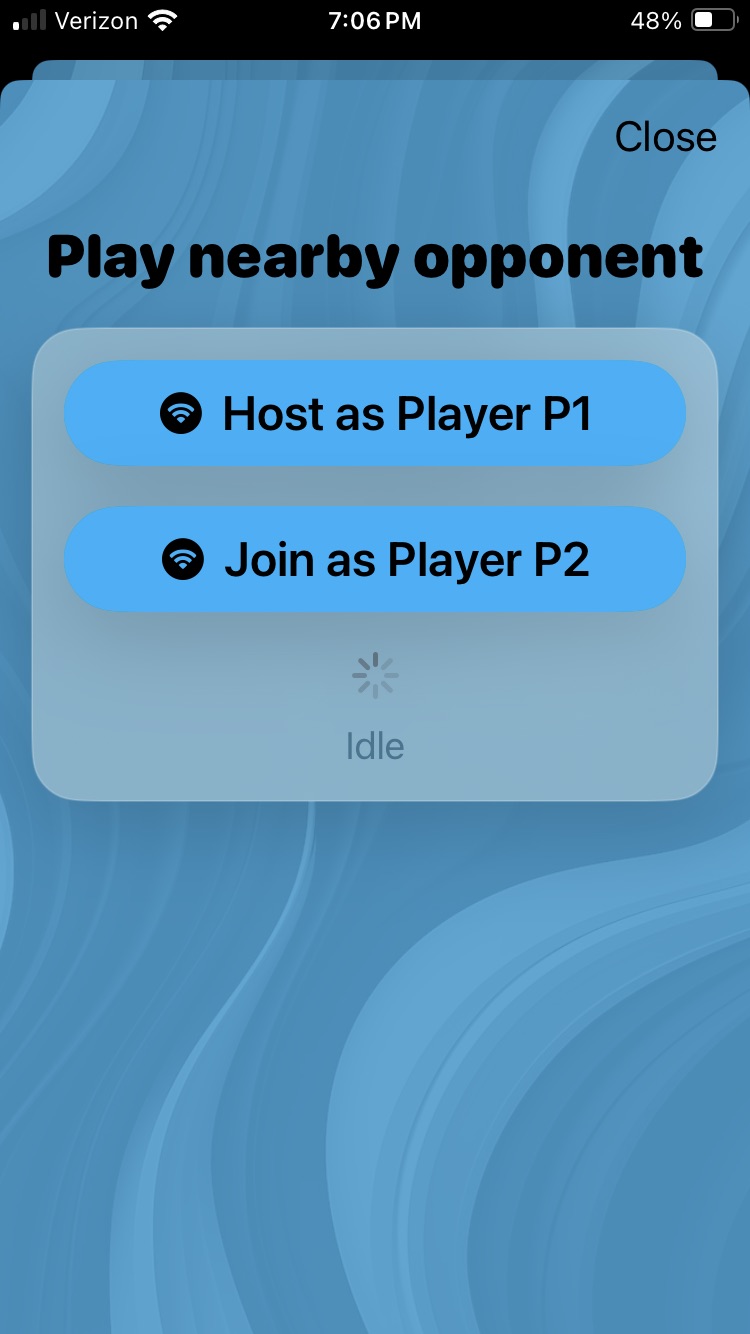 Verizon 7:06 PM 48%
Close
Play nearby opponent
Host as Player P1
Join as Player P2
Idle